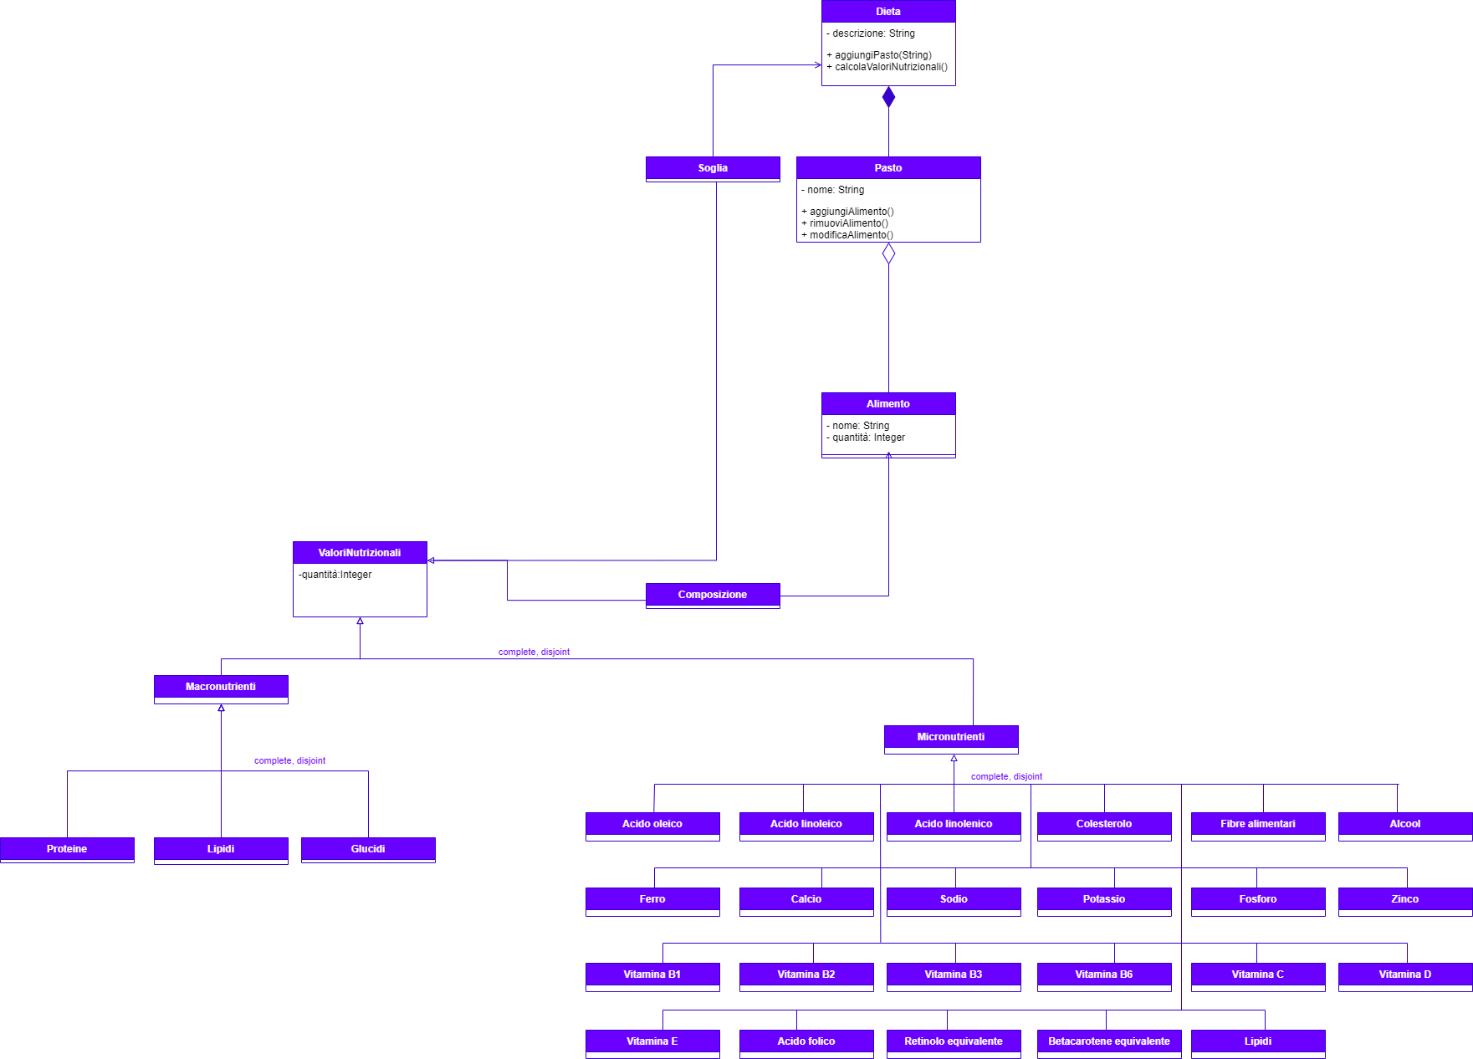 Dieta
- descrizione: String
+ aggiungiPasto(String)
+ calcolaValoriNutrizionali()
Soglia
Pasto
- nome: String
+ aggiungiAlimento()
+ rimuoviAlimento()
+ modificaAlimento()
Alimento
- nome: String
- quantità: Integer
ValoriNutrizionali
-quantità:Integer
Composizione
complete, disjoint
Macronutrienti
Micronutrienti
complete, disjoint
complete, disjoint
Proteine
Lipidi
Glucidi
Acido oleico
Acido linoleico
Acido linolenico
Colesterolo
Fibre alimentari
Alcool
Ferro
Calcio
Sodio
Potassio
Fosforo
Zinco
Vitamina B1
Vitamina B2
Vitamina B3
Vitamina B6
Vitamina C
Vitamina D
Vitamina E
Acido folico
Retinolo equivalente
Betacarotene equivalente
Lipidi